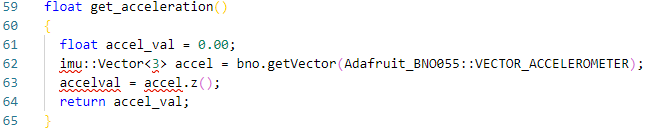 59 float get_acceleration()
60 {
61 float accel_val = 0.00;
62 imu::Vector<3> accel = bno.getVector(Adafruit_BNO055::VECTOR_ACCELEROMETER);
63 accelval = accel.z();
64 return accel_val;
65 }